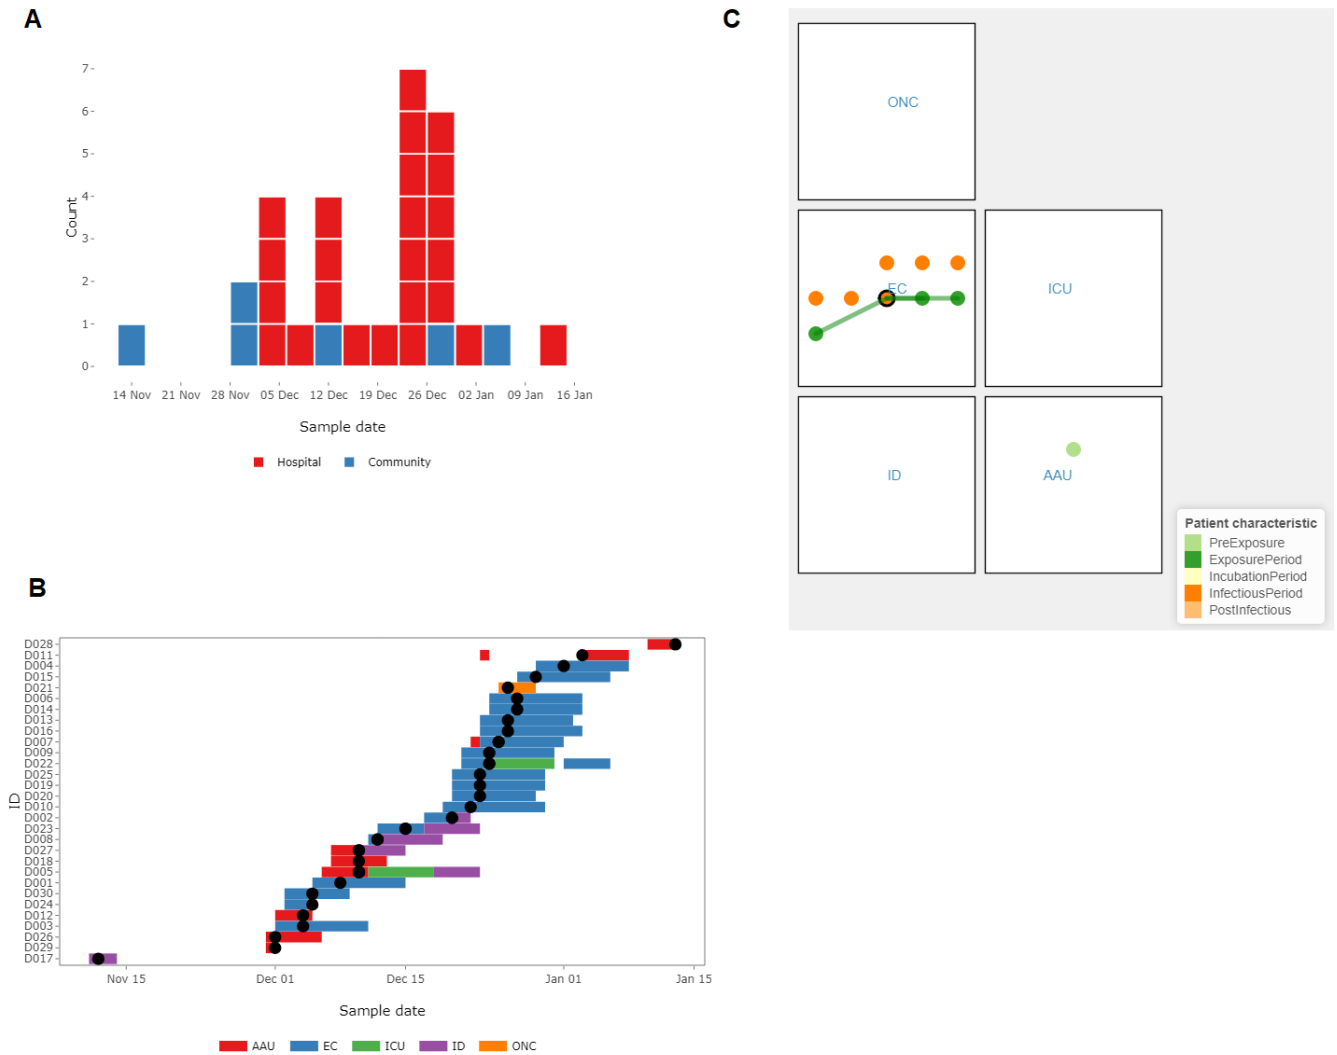 A
7
6
5
4
3
2
1
0
Count
14 Nov 21 Nov 28 Nov 05 Dec 12 Dec 19 Dec 26 Dec 02 Jan 09 Jan 16 Jan
Sample date
Hospital Community
B
D028
D011
D004
D015
D021
D006
D014
D013
D016
D007
D009
D022
D025
D019
D020
D010
D002
D023
D008
D027
D018
D005
D001
D030
D024
D012
D003
D026
D029
D017
ID
Nov 15 Dec 01 Dec 15 Jan 01 Jan 15
Sample date
AAU EC ICU ID ONC
C
ONC
EC
ICU
ID
AAU
Patient characteristic
PreExposure
ExposurePeriod
IncubationPeriod
InfectiousPeriod
PostInfectious